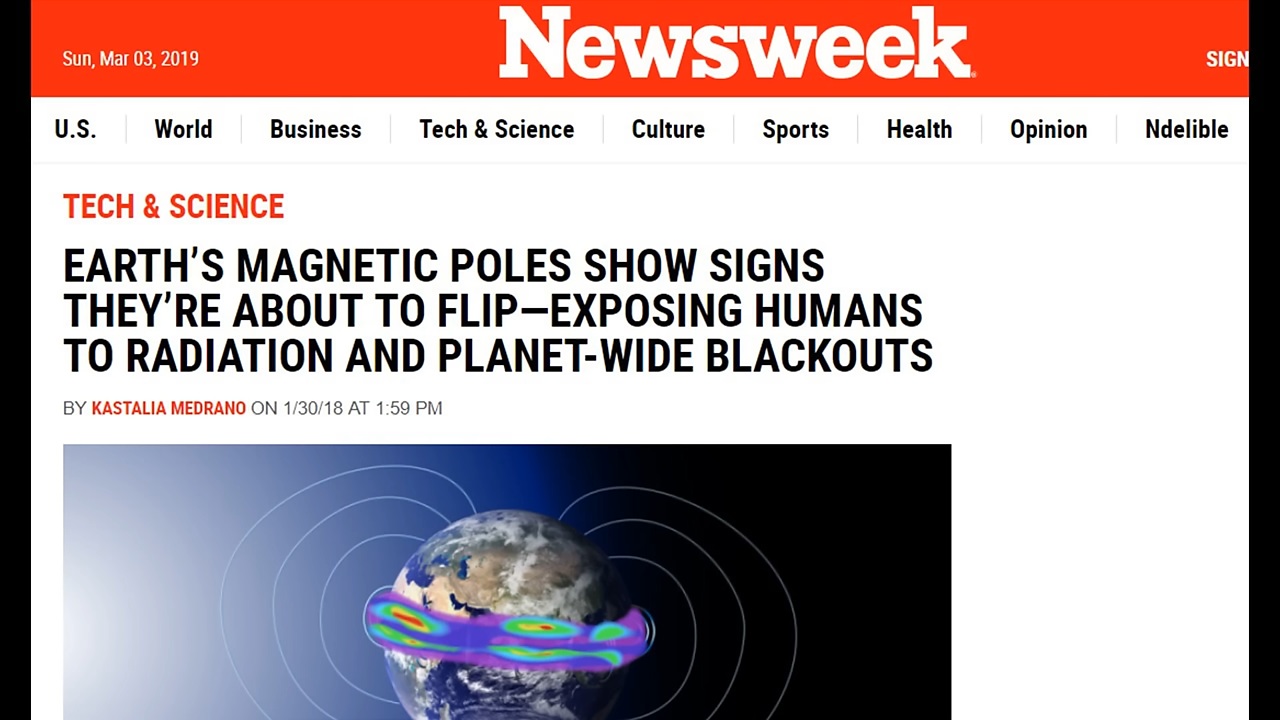 Sun, Mar 03, 2019
Newsweek
SIGN
U.S. World Business Tech & Science Culture Sports Health Opinion Ndelible
TECH & SCIENCE
EARTH’S MAGNETIC POLES SHOW SIGNS
THEY’RE ABOUT TO FLIP—EXPOSING HUMANS
TO RADIATION AND PLANET-WIDE BLACKOUTS
BY KASTALIA MEDRANO ON 1/30/18 AT 1:59 PM